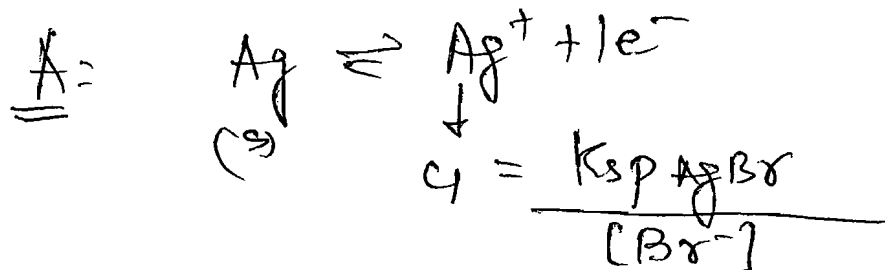 A: Ag ⇌ Ag⁺ + 1e⁻
(s) ↓
C₁ = Ksp AgBr
[Br⁻]